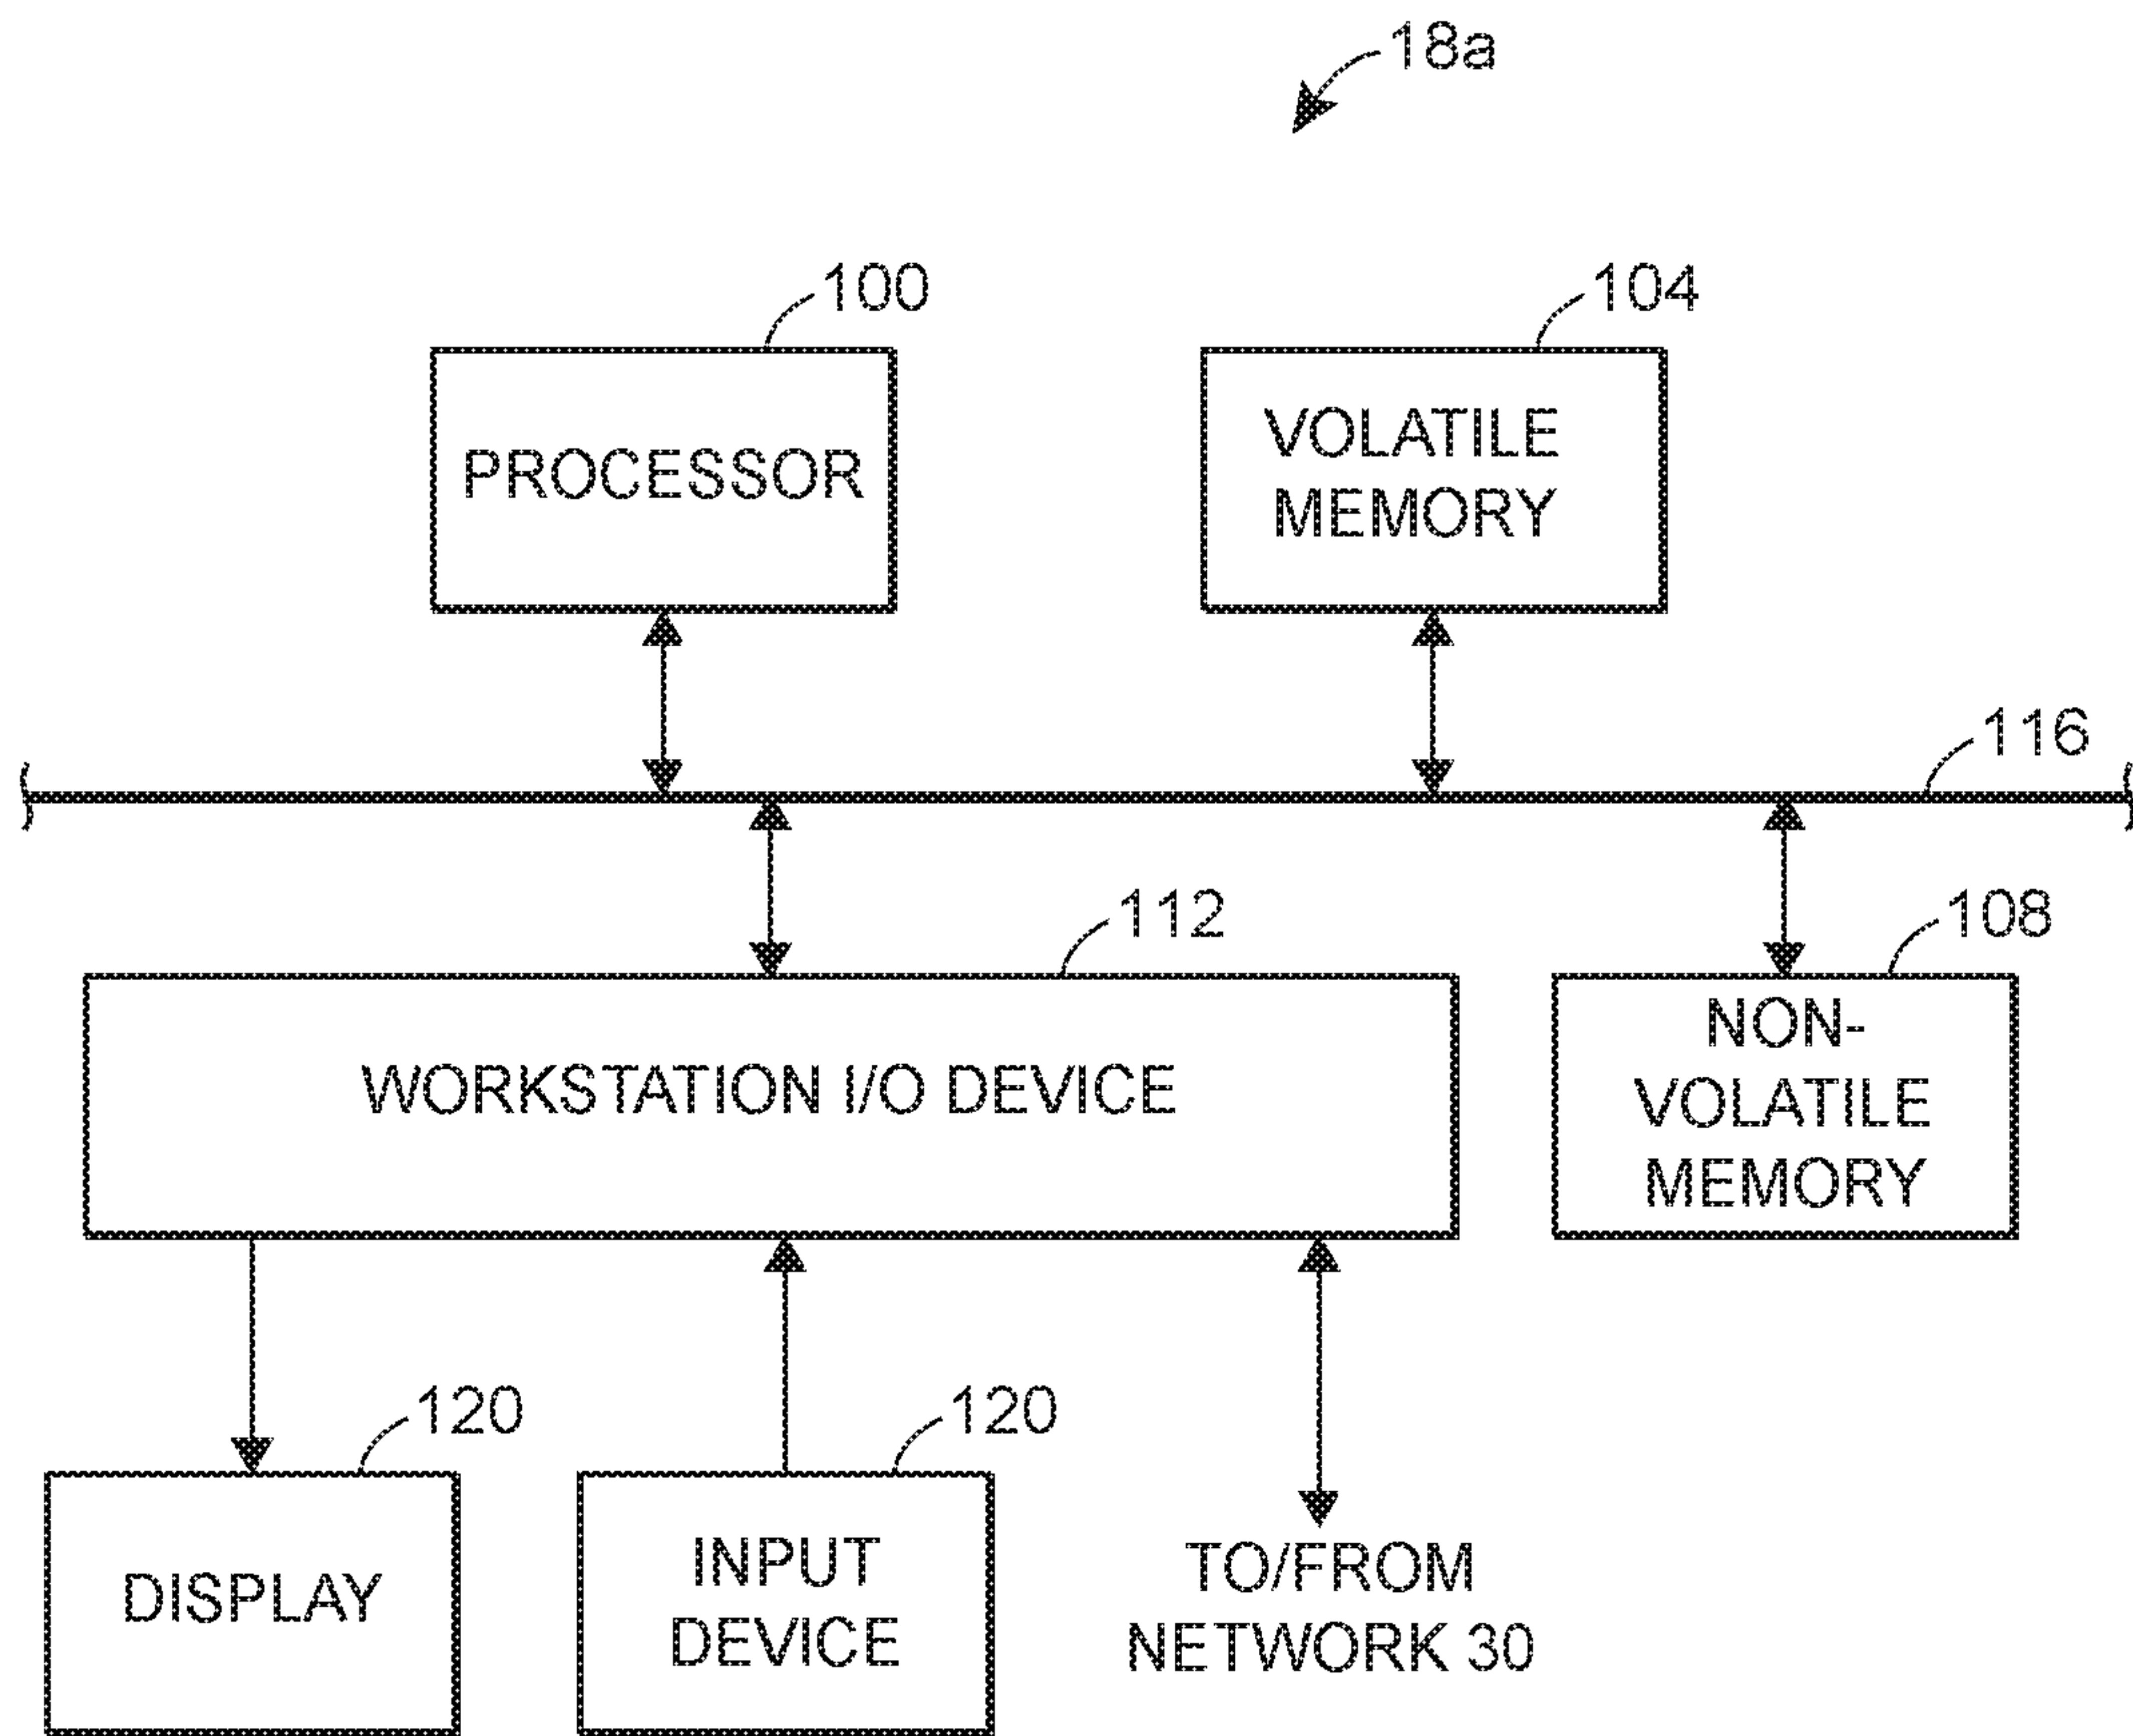 18a
100
104
PROCESSOR
VOLATILE
MEMORY
116
112
108
WORKSTATION I/O DEVICE
NON-
VOLATILE
MEMORY
120
120
DISPLAY
INPUT
DEVICE
TO/FROM
NETWORK 30